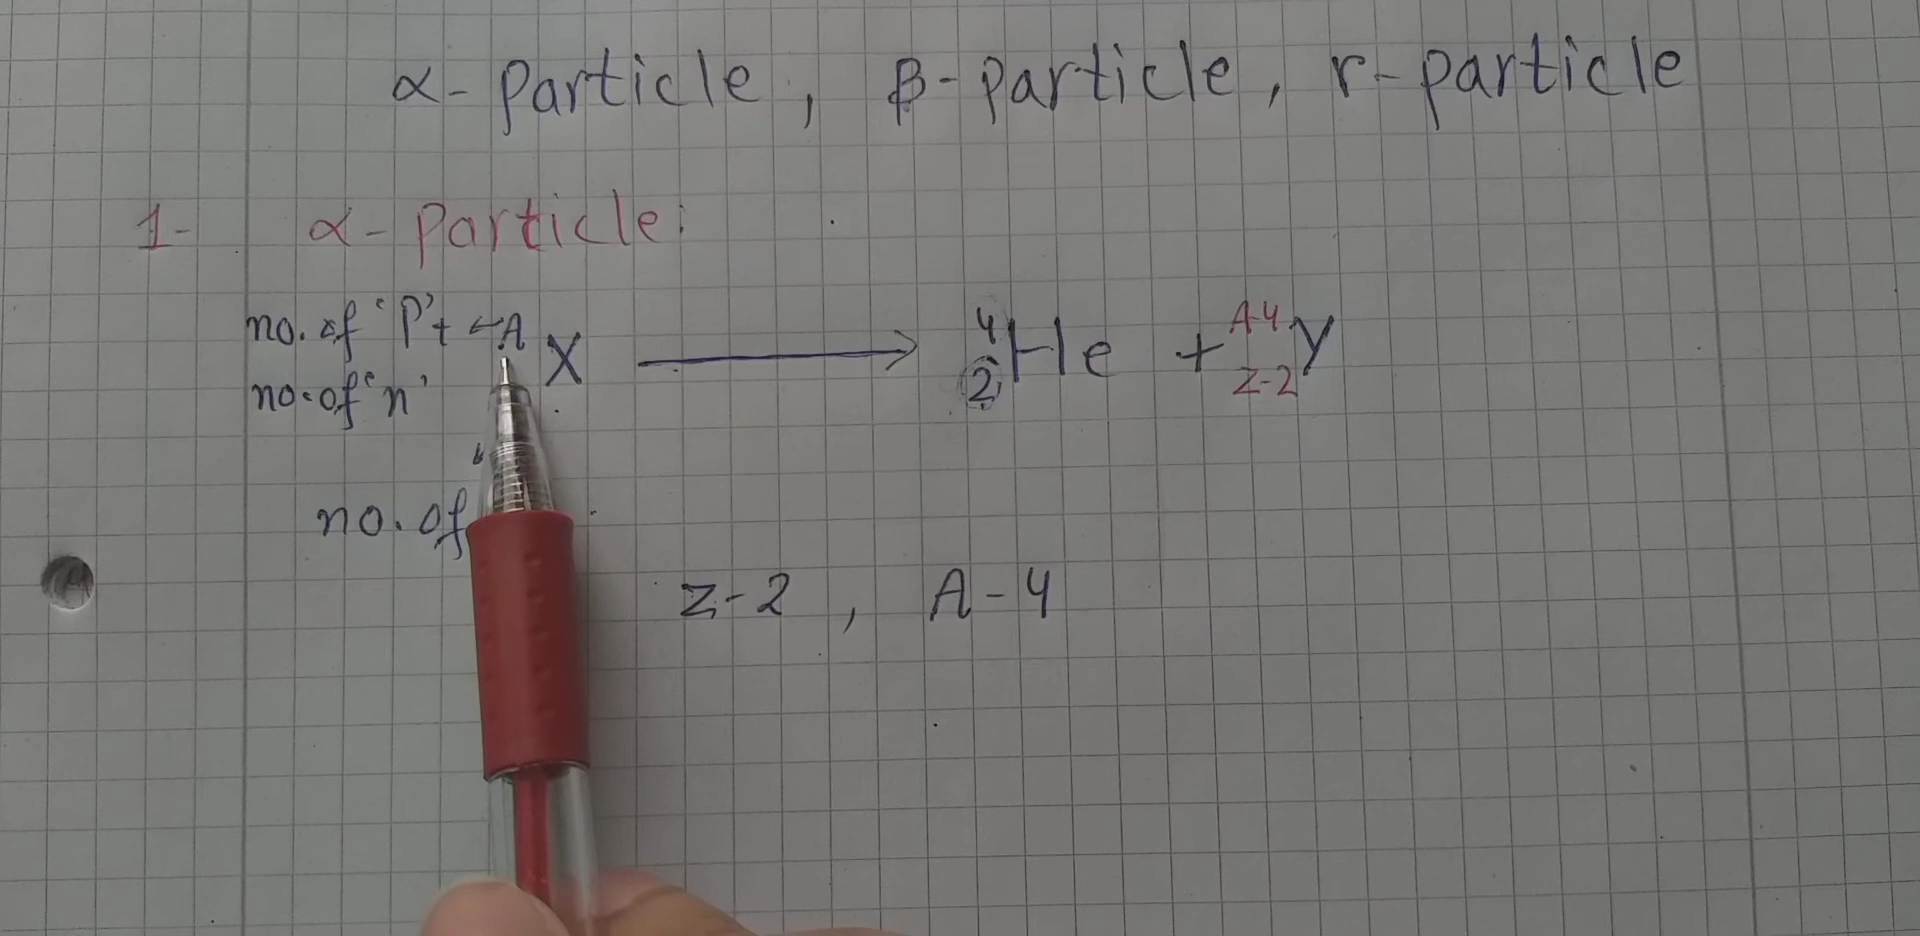 α-Particle, β-particle, r-particle
1- α-Particle:
no. of 'P' + ← A X → 4 2 He + A-4 Z-2 Y
no. of 'n'
no. of
Z-2 , A-4